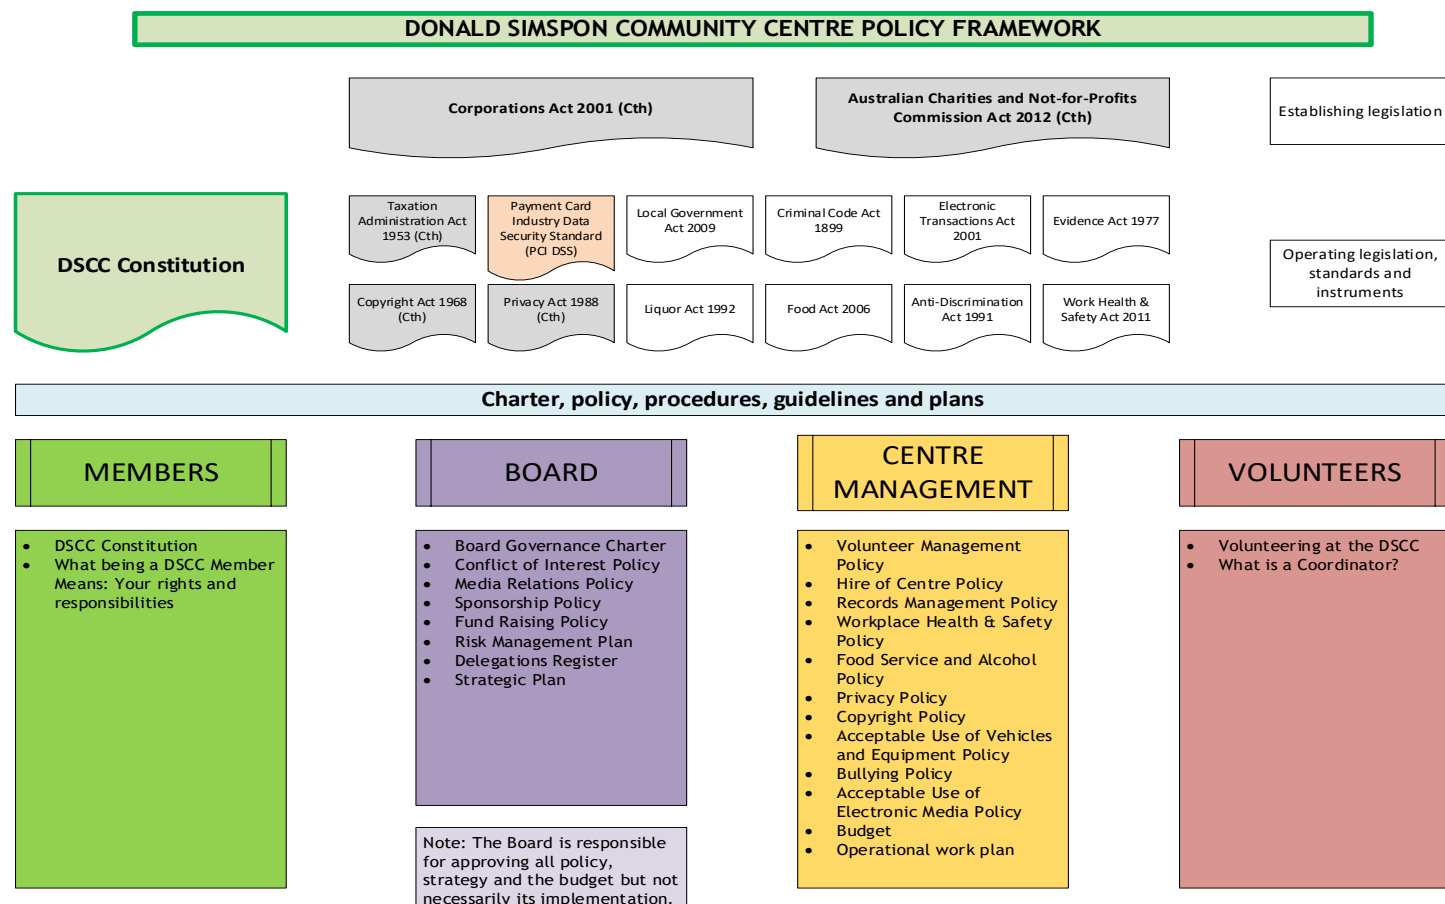 DONALD SIMSPON COMMUNITY CENTRE POLICY FRAMEWORK
Corporations Act 2001 (Cth)
Australian Charities and Not-for-Profits
Commission Act 2012 (Cth)
Establishing legislation
DSCC Constitution
Taxation
Administration Act
1953 (Cth)
Payment Card
Industry Data
Security Standard
(PCI DSS)
Local Government
Act 2009
Criminal Code Act
1899
Electronic
Transactions Act
2001
Evidence Act 1977
Operating legislation,
standards and
instruments
Copyright Act 1968
(Cth)
Privacy Act 1988
(Cth)
Liquor Act 1992
Food Act 2006
Anti-Discrimination
Act 1991
Work Health &
Safety Act 2011
Charter, policy, procedures, guidelines and plans
MEMBERS
• DSCC Constitution
• What being a DSCC Member
Means: Your rights and
responsibilities
BOARD
• Board Governance Charter
• Conflict of Interest Policy
• Media Relations Policy
• Sponsorship Policy
• Fund Raising Policy
• Risk Management Plan
• Delegations Register
• Strategic Plan
Note: The Board is responsible
for approving all policy,
strategy and the budget but not
necessarily its implementation.
CENTRE
MANAGEMENT
• Volunteer Management
Policy
• Hire of Centre Policy
• Records Management Policy
• Workplace Health & Safety
Policy
• Food Service and Alcohol
Policy
• Privacy Policy
• Copyright Policy
• Acceptable Use of Vehicles
and Equipment Policy
• Bullying Policy
• Acceptable Use of
Electronic Media Policy
• Budget
• Operational work plan
VOLUNTEERS
• Volunteering at the DSCC
• What is a Coordinator?